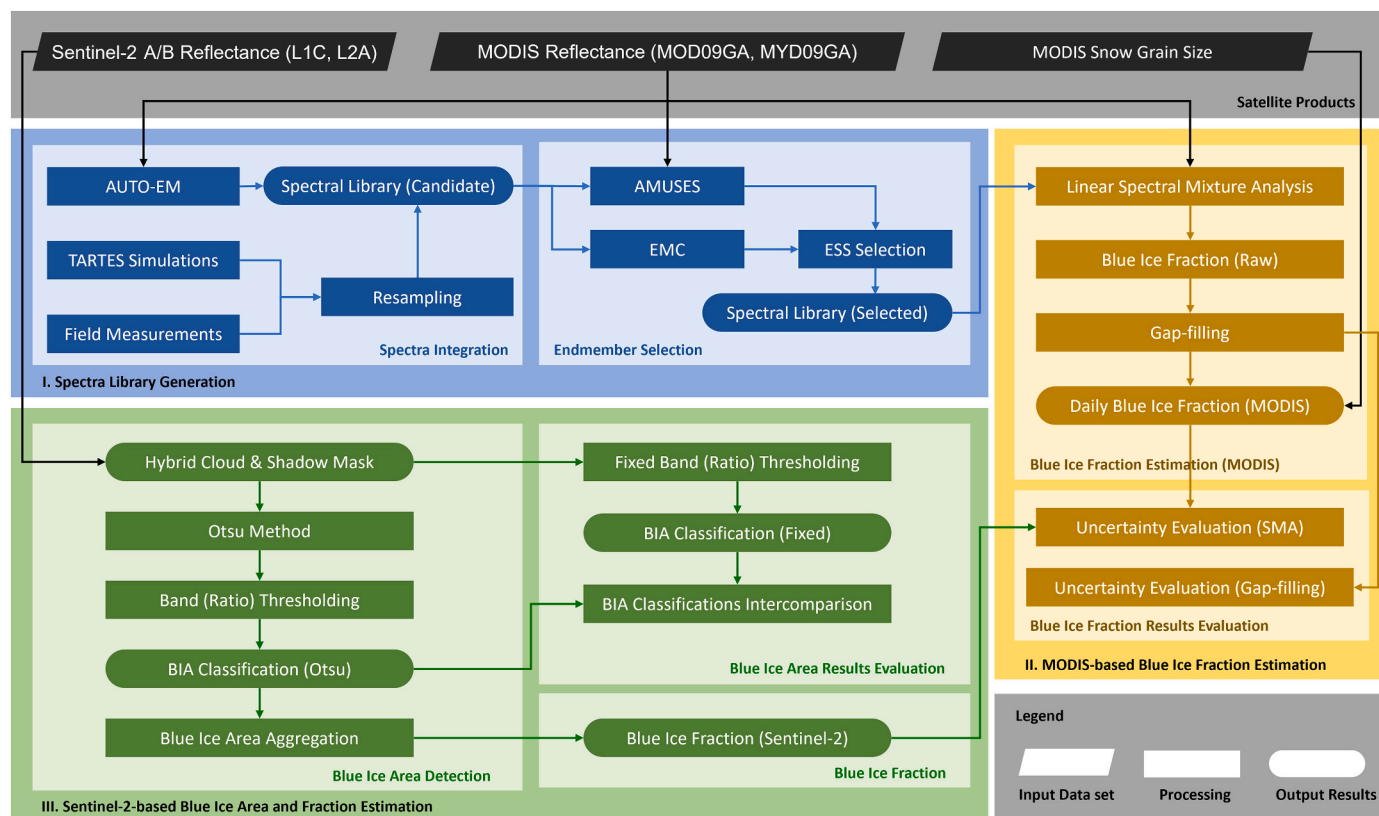 Sentinel-2 A/B Reflectance (L1C, L2A)
MODIS Reflectance (MOD09GA, MYD09GA)
MODIS Snow Grain Size
Satellite Products
AUTO-EM
Spectral Library (Candidate)
TARTES Simulations
Resampling
Field Measurements
Spectra Integration
AMUSES
EMC
ESS Selection
Spectral Library (Selected)
Endmember Selection
I. Spectra Library Generation
Linear Spectral Mixture Analysis
Blue Ice Fraction (Raw)
Gap-filling
Daily Blue Ice Fraction (MODIS)
Blue Ice Fraction Estimation (MODIS)
Uncertainty Evaluation (SMA)
Uncertainty Evaluation (Gap-filling)
Blue Ice Fraction Results Evaluation
II. MODIS-based Blue Ice Fraction Estimation
Hybrid Cloud & Shadow Mask
Otsu Method
Band (Ratio) Thresholding
BIA Classification (Otsu)
Blue Ice Area Aggregation
Blue Ice Area Detection
Fixed Band (Ratio) Thresholding
BIA Classification (Fixed)
BIA Classifications Intercomparison
Blue Ice Area Results Evaluation
Blue Ice Fraction (Sentinel-2)
Blue Ice Fraction
III. Sentinel-2-based Blue Ice Area and Fraction Estimation
Legend
Input Data set
Processing
Output Results